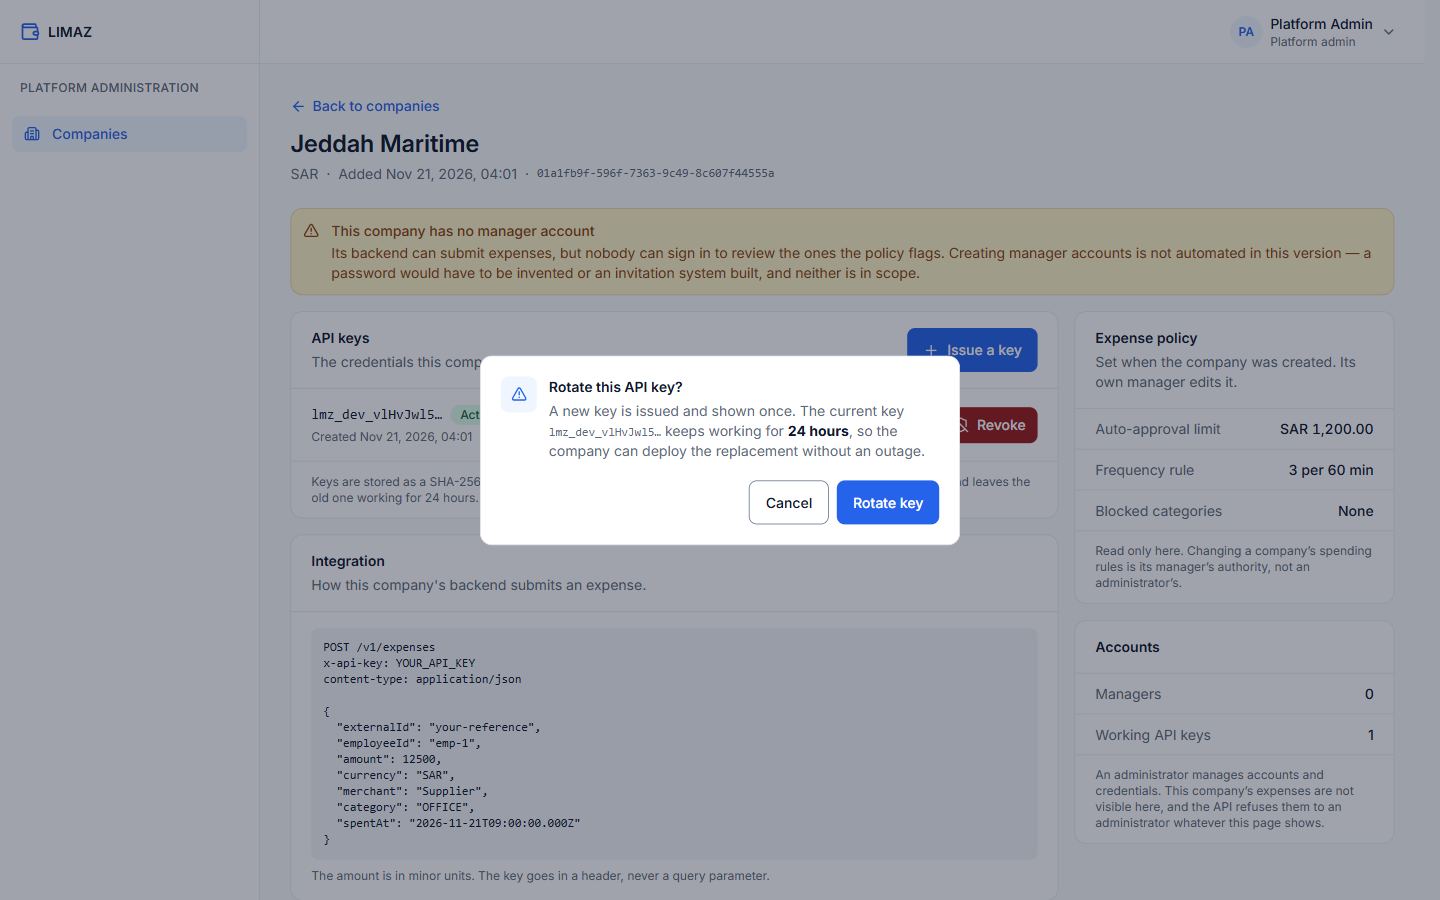 LIMAZ
PA
Platform Admin
Platform admin
PLATFORM ADMINISTRATION
Companies
Back to companies
Jeddah Maritime
SAR · Added Nov 21, 2026, 04:01 · 01a1fb9f-596f-7363-9c49-8c607f44555a
This company has no manager account
Its backend can submit expenses, but nobody can sign in to review the ones the policy flags. Creating manager accounts is not automated in this version — a
password would have to be invented or an invitation system built, and neither is in scope.
API keys
The credentials this comp
Issue a key
lmz_dev_vlHvJwl5… Act
Created Nov 21, 2026, 04:01
Revoke
Keys are stored as a SHA-256
d leaves the
old one working for 24 hours.
Rotate this API key?
A new key is issued and shown once. The current key
lmz_dev_vlHvJwl5… keeps working for 24 hours, so the
company can deploy the replacement without an outage.
Cancel
Rotate key
Integration
How this company's backend submits an expense.
POST /v1/expenses
x-api-key: YOUR_API_KEY
content-type: application/json
{
"externalId": "your-reference",
"employeeId": "emp-1",
"amount": 12500,
"currency": "SAR",
"merchant": "Supplier",
"category": "OFFICE",
"spentAt": "2026-11-21T09:00:00.000Z"
}
The amount is in minor units. The key goes in a header, never a query parameter.
Expense policy
Set when the company was created. Its
own manager edits it.
Auto-approval limit SAR 1,200.00
Frequency rule 3 per 60 min
Blocked categories None
Read only here. Changing a company’s spending
rules is its manager’s authority, not an
administrator’s.
Accounts
Managers 0
Working API keys 1
An administrator manages accounts and
credentials. This company’s expenses are not
visible here, and the API refuses them to an
administrator whatever this page shows.